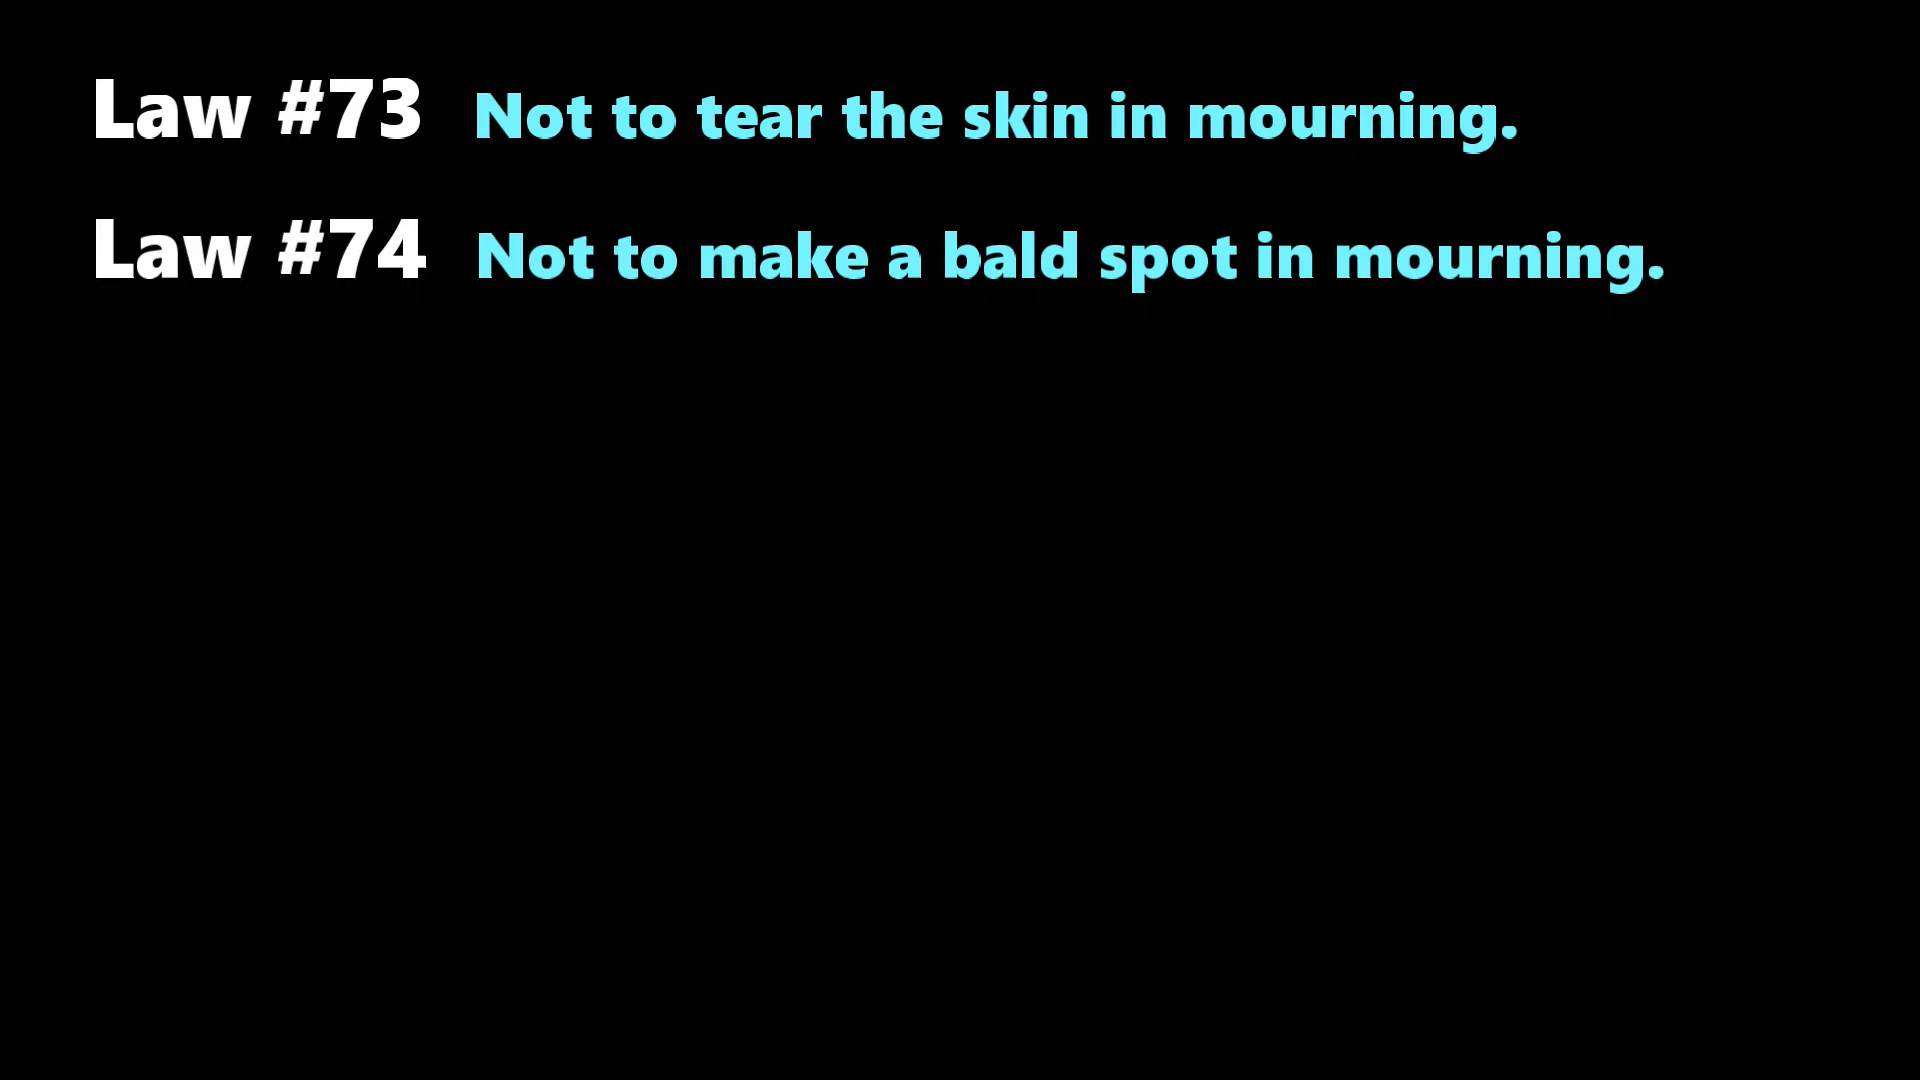 Law #73 Not to tear the skin in mourning.
Law #74 Not to make a bald spot in mourning.